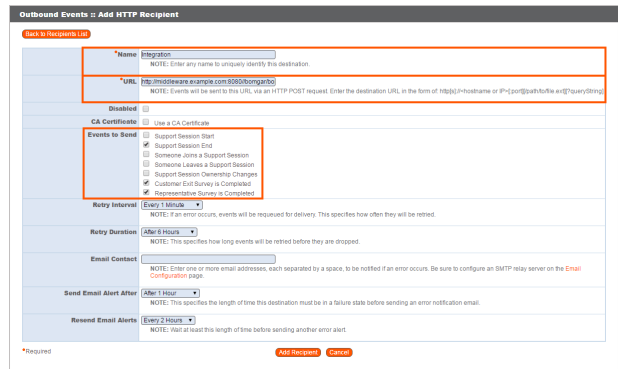 Outbound Events :: Add HTTP Recipient
Back to Recipients List
*Name Integration
NOTE: Enter any name to uniquely identify this destination.
*URL http://middleware.example.com:8080/bomgar/bo
NOTE: Events will be sent to this URL via an HTTP POST request. Enter the destination URL in the form of: http[s]://<hostname or IP>[:port][/path/to/file.ext][?queryString].
Disabled
CA Certificate Use a CA Certificate
Events to Send Support Session Start
Support Session End
Someone Joins a Support Session
Someone Leaves a Support Session
Support Session Ownership Changes
Customer Exit Survey is Completed
Representative Survey is Completed
Retry Interval Every 1 Minute
NOTE: If an error occurs, events will be requeued for delivery. This specifies how often they will be retried.
Retry Duration After 6 Hours
NOTE: This specifies how long events will be retried before they are dropped.
Email Contact
NOTE: Enter one or more email addresses, each separated by a space, to be notified if an error occurs. Be sure to configure an SMTP relay server on the Email
Configuration page.
Send Email Alert After After 1 Hour
NOTE: This specifies the length of time this destination must be in a failure state before sending an error notification email.
Resend Email Alerts Every 2 Hours
NOTE: Wait at least this length of time before sending another error alert.
*Required Add Recipient Cancel